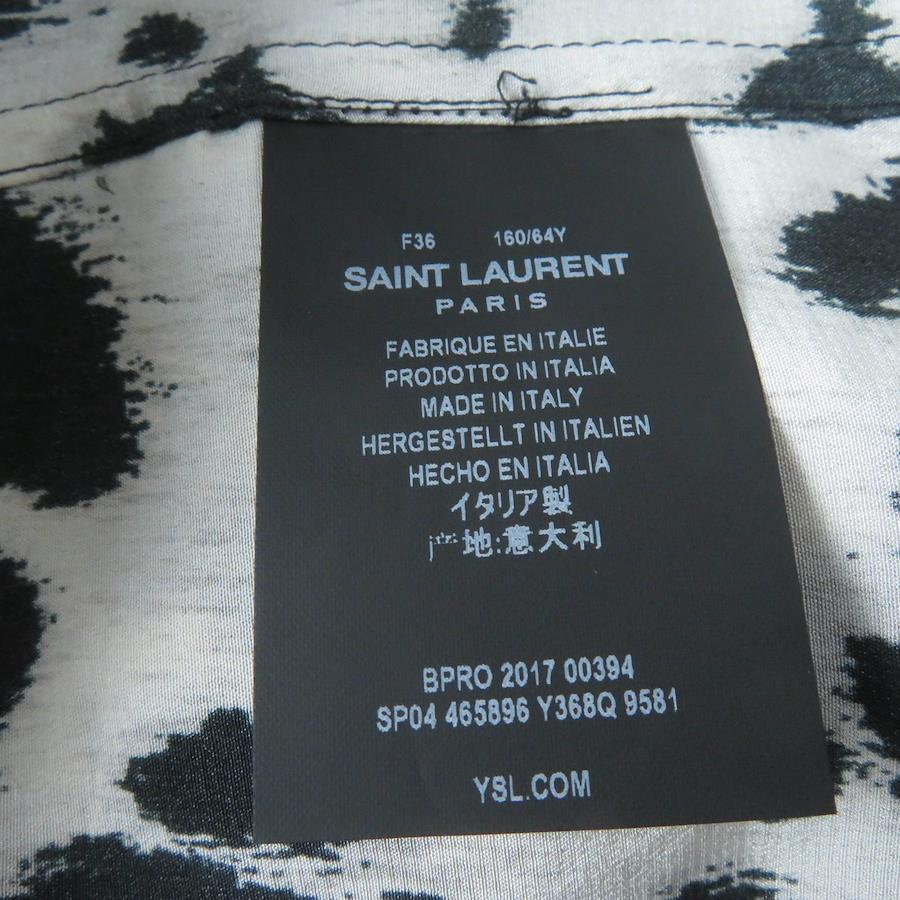 F36 160/64Y
SAINT LAURENT
PARIS
FABRIQUE EN ITALIE
PRODOTTO IN ITALIA
MADE IN ITALY
HERGESTELLT IN ITALIEN
HECHO EN ITALIA
イタリア製
产地:意大利
BPRO 2017 00394
SP04 465896 Y368Q 9581
YSL.COM